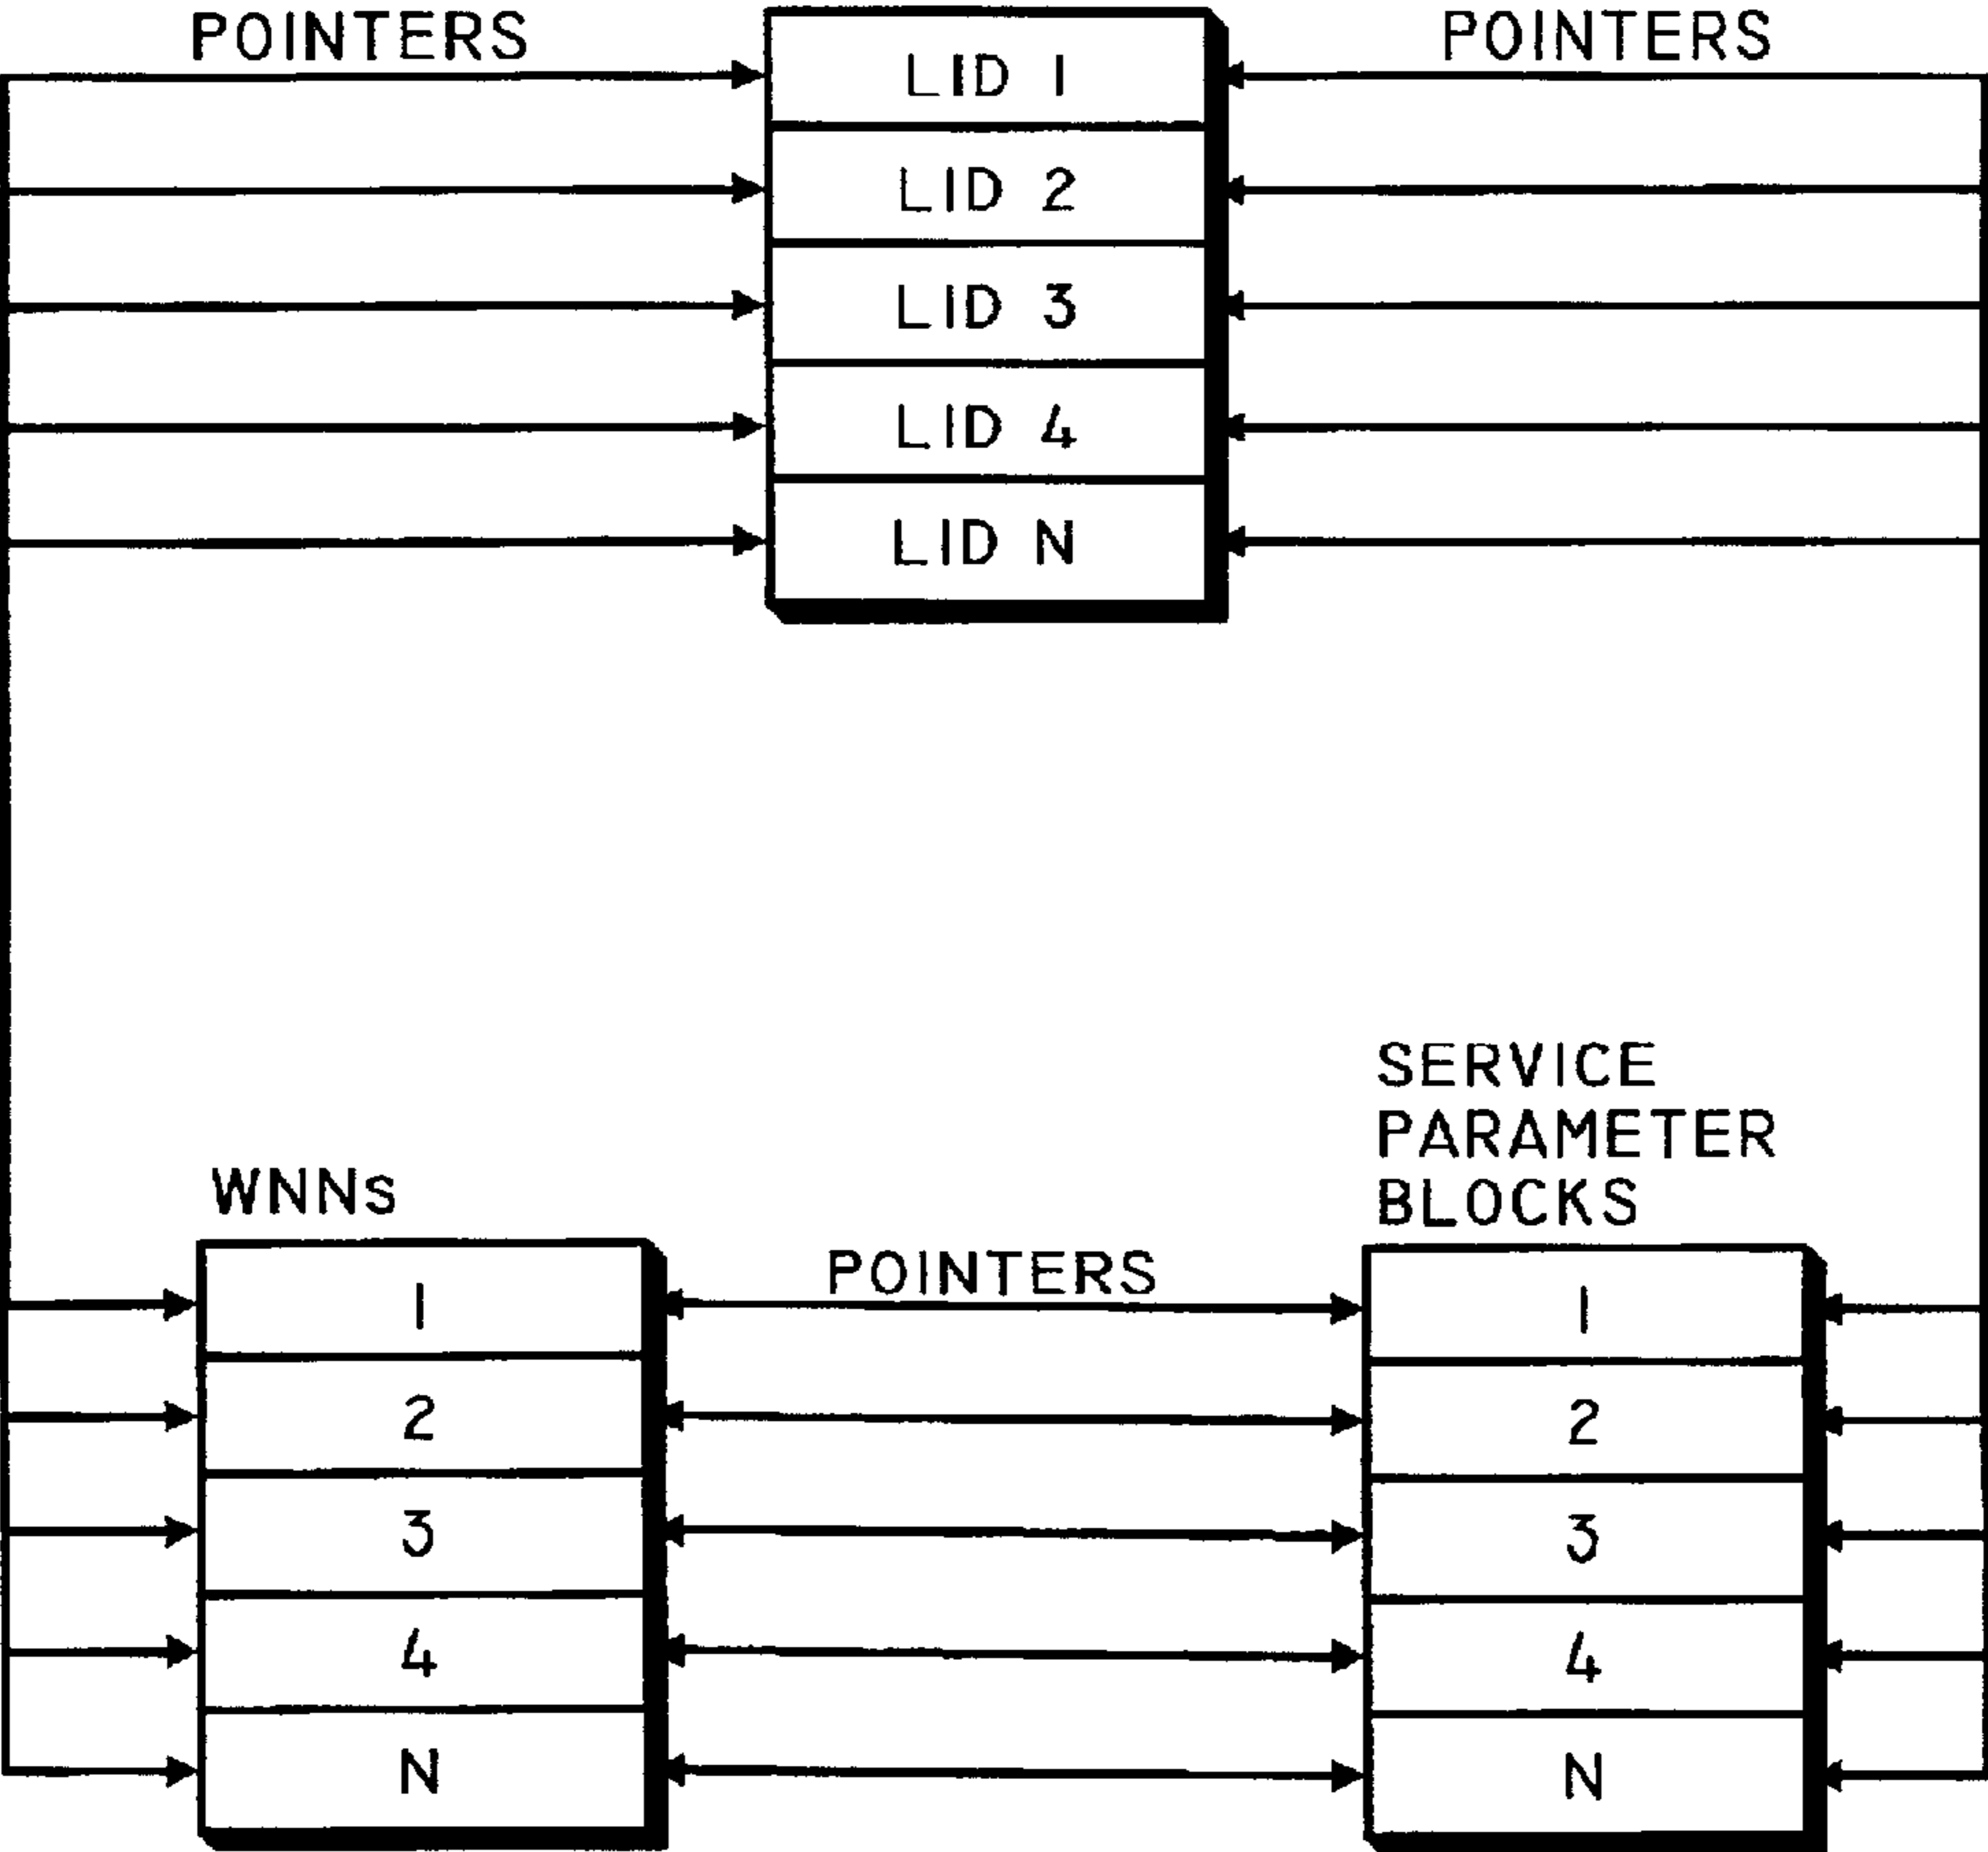 POINTERS
POINTERS
LID 1
LID 2
LID 3
LID 4
LID N
SERVICE
PARAMETER
BLOCKS
WNNs
POINTERS
1
2
3
4
N
1
2
3
4
N